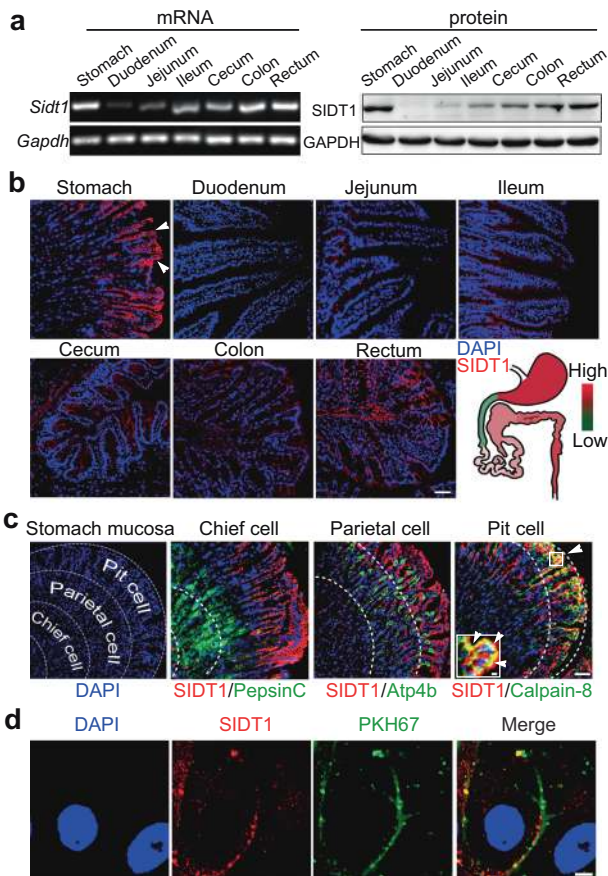 a
mRNA
protein
Stomach Duodenum Jejunum Ileum Cecum Colon Rectum
Stomach Duodenum Jejunum Ileum Cecum Colon Rectum
Sidt1
SIDT1
Gapdh
GAPDH
b
Stomach Duodenum Jejunum Ileum
Cecum Colon Rectum
DAPI
SIDT1
High
Low
c
Stomach mucosa Chief cell Parietal cell Pit cell
Pit cell
Parietal cell
Chief cell
DAPI SIDT1/PepsinC SIDT1/Atp4b SIDT1/Calpain-8
d
DAPI SIDT1 PKH67 Merge